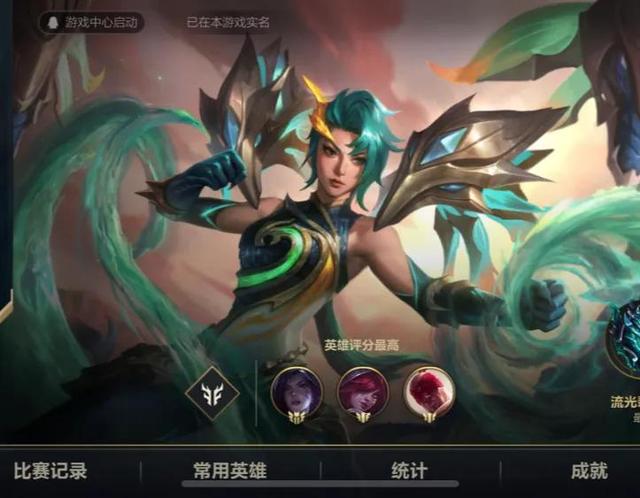 游戏中心启动
已在本游戏实名
英雄评分最高
流光
比赛记录
常用英雄
统计
成就